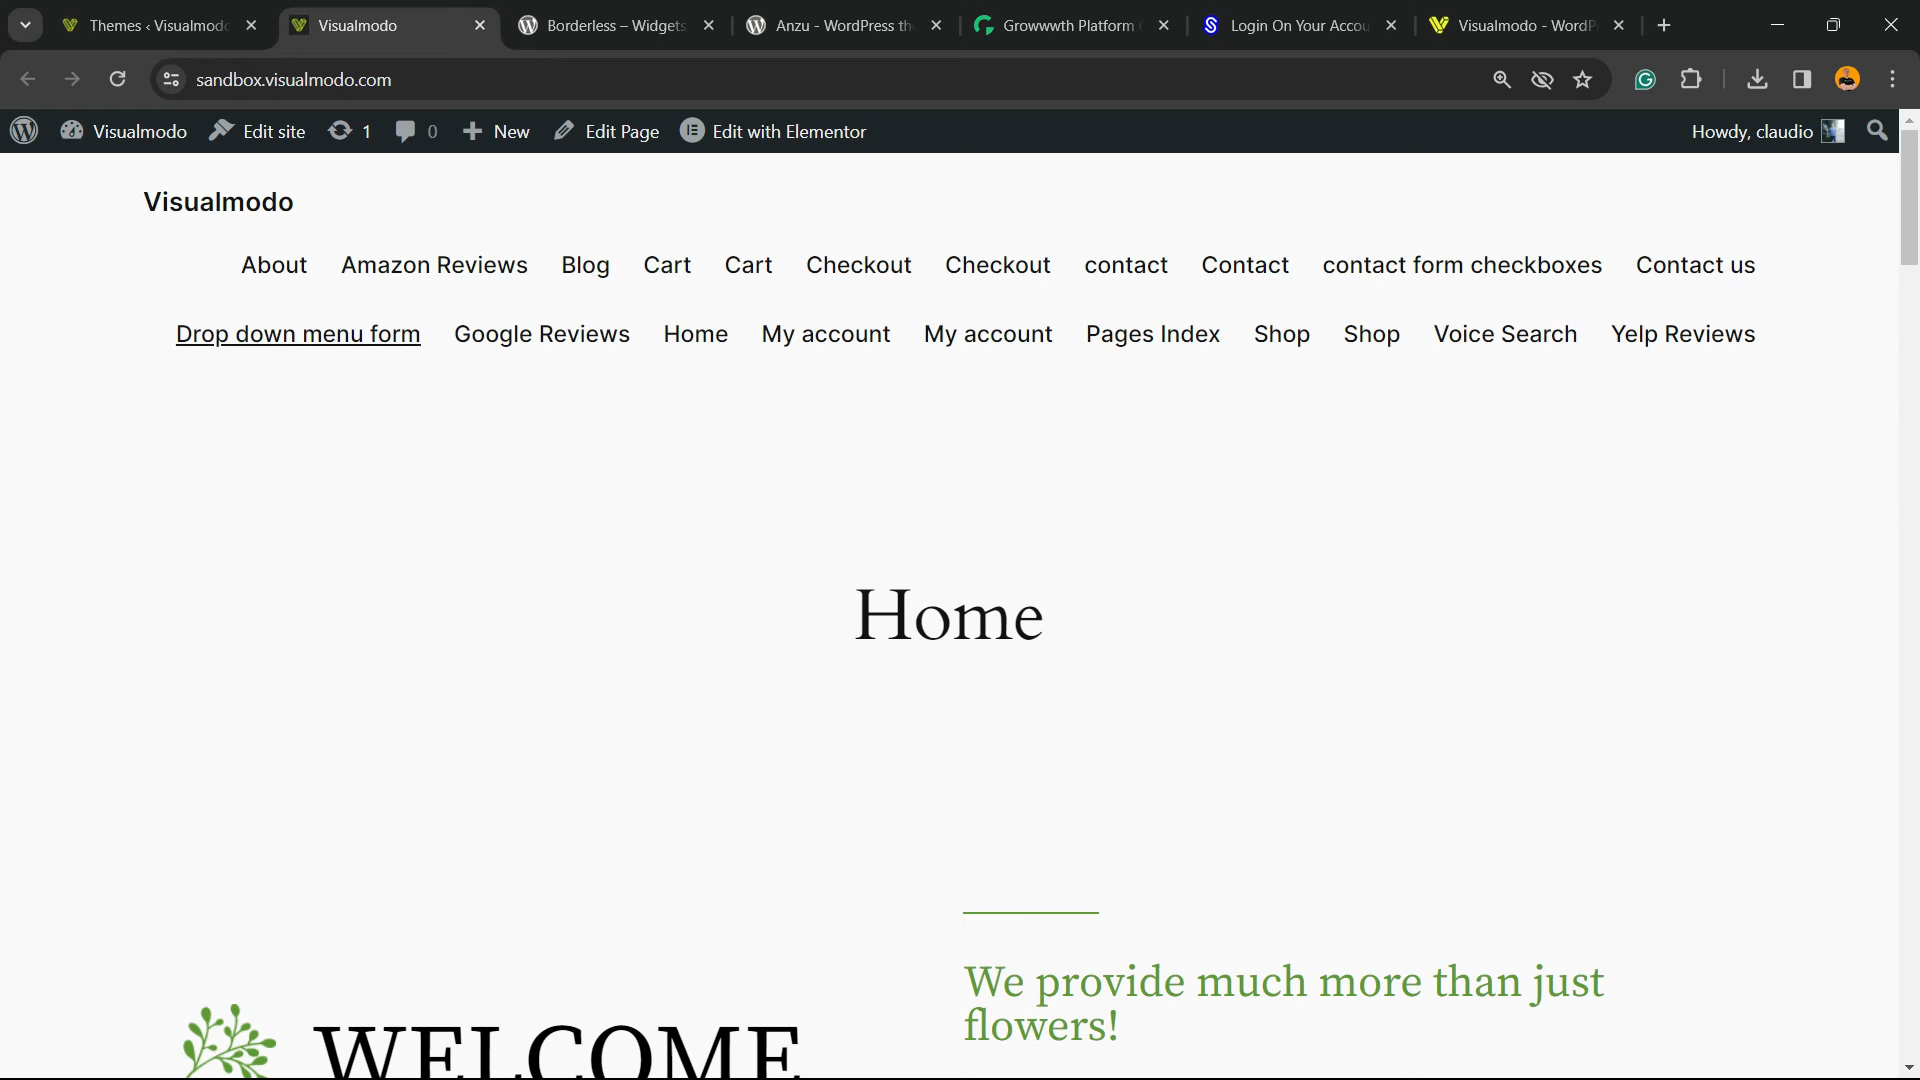 Themes ‹ Visualmodo
Visualmodo
Borderless – Widgets
Anzu - WordPress th
Growwwth Platform
Login On Your Accou
Visualmodo - WordP
sandbox.visualmodo.com
Visualmodo
Edit site
1
0
New
Edit Page
Edit with Elementor
Howdy, claudio
Visualmodo
About Amazon Reviews Blog Cart Cart Checkout Checkout contact Contact contact form checkboxes Contact us
Drop down menu form Google Reviews Home My account My account Pages Index Shop Shop Voice Search Yelp Reviews
Home
We provide much more than just
flowers!
WELCOME